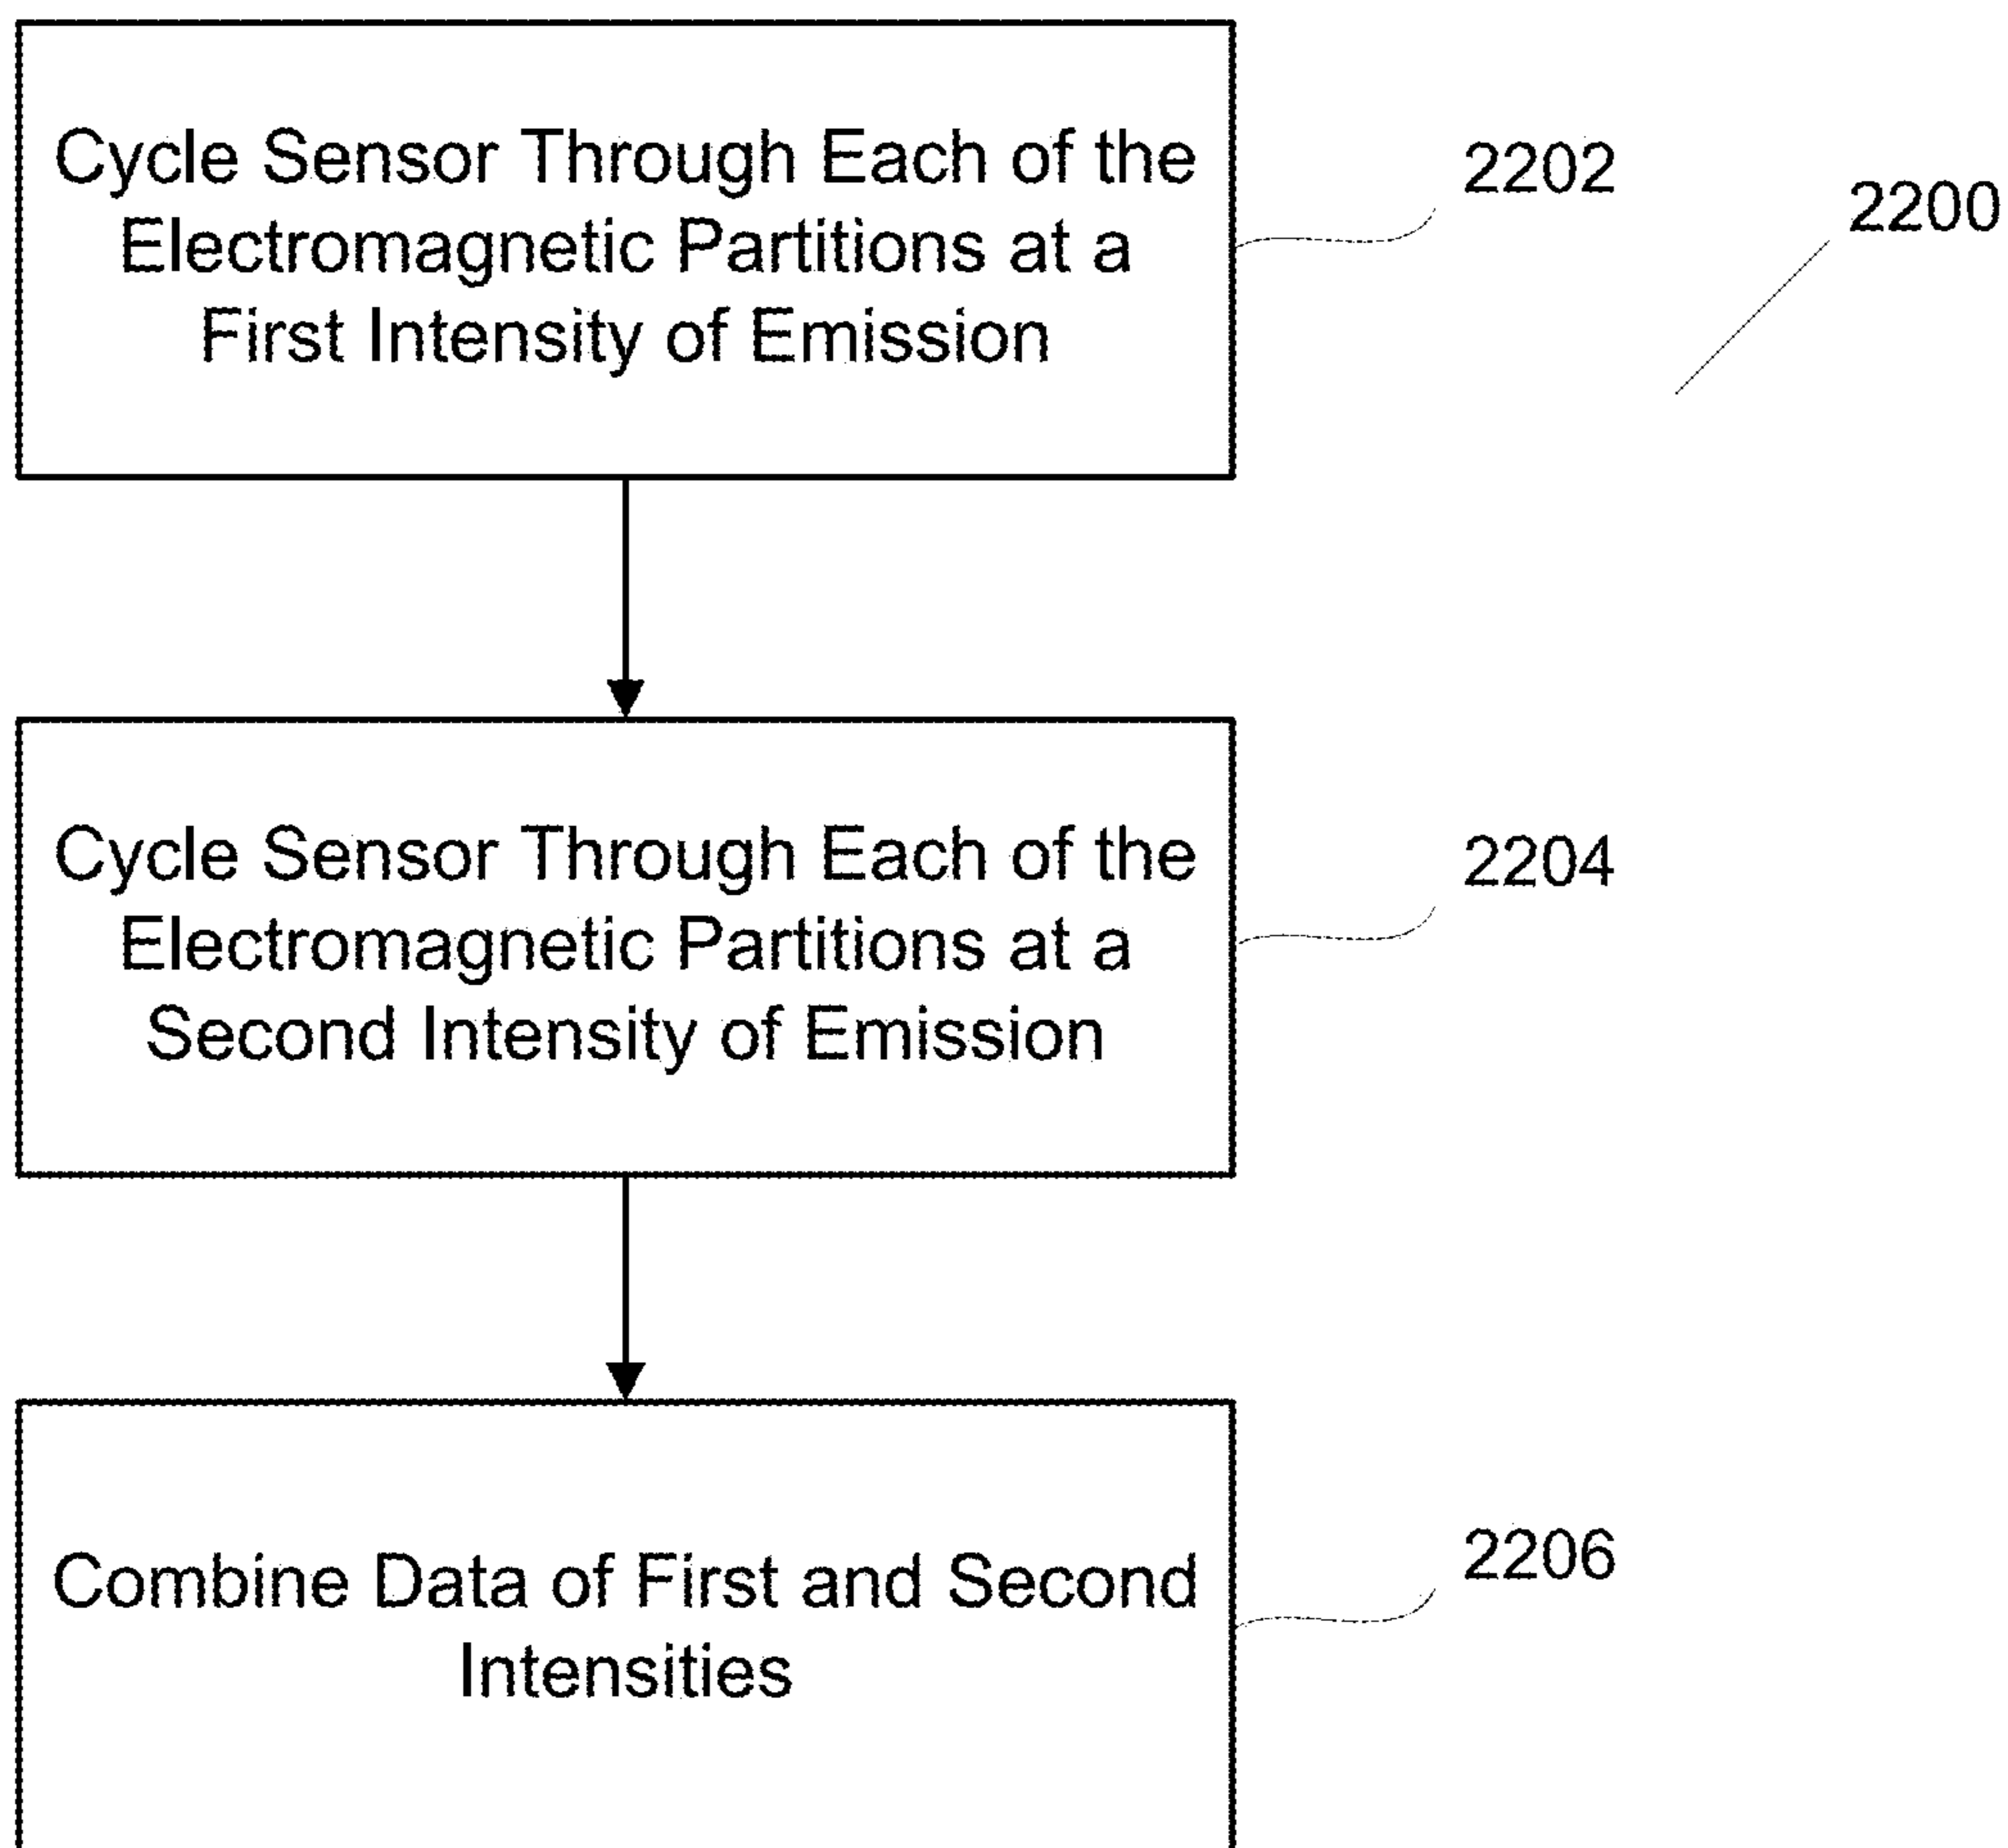 Cycle Sensor Through Each of the
Electromagnetic Partitions at a
First Intensity of Emission
2202
2200
Cycle Sensor Through Each of the
Electromagnetic Partitions at a
Second Intensity of Emission
2204
Combine Data of First and Second
Intensities
2206